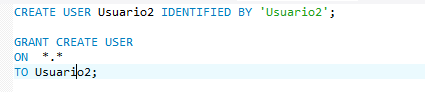 CREATE USER Usuario2 IDENTIFIED BY 'Usuario2';
GRANT CREATE USER
ON *.*
TO Usuario2;